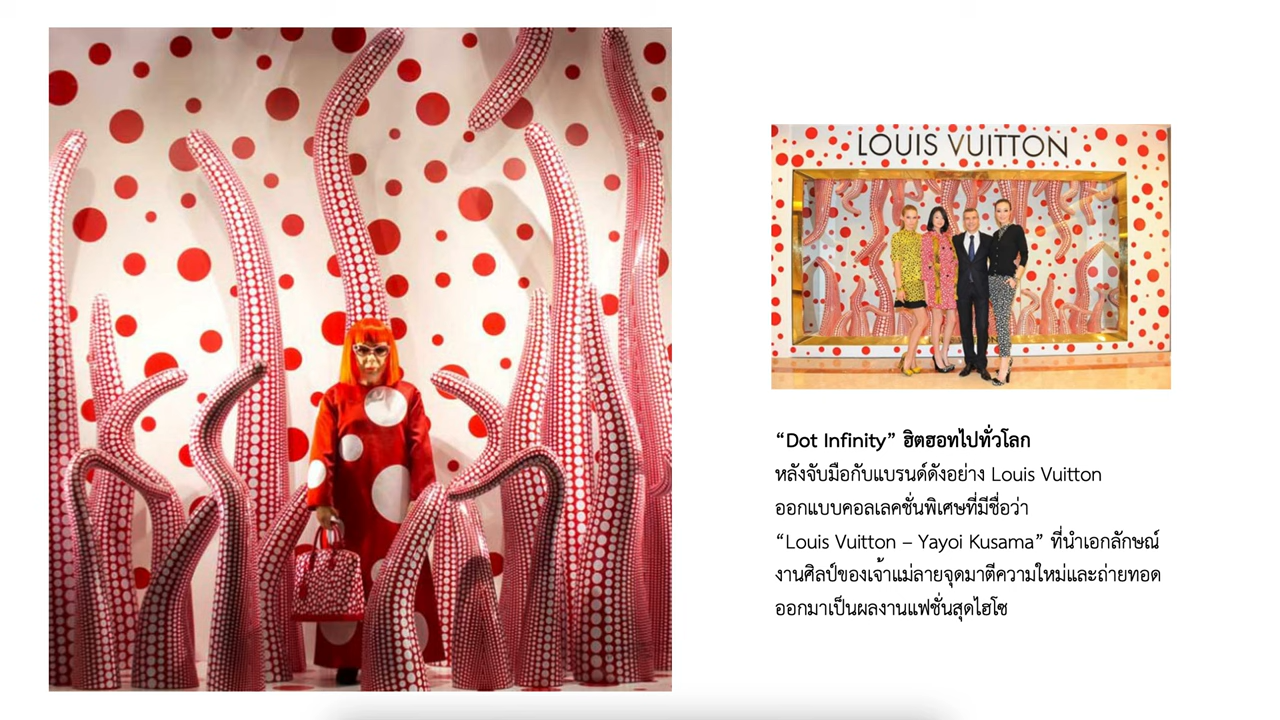 LOUIS VUITTON
“Dot Infinity” ฮิตฮอทไปทั่วโลก
หลังจับมือกับแบรนด์ดังอย่าง Louis Vuitton
ออกแบบคอลเลคชั่นพิเศษที่มีชื่อว่า
“Louis Vuitton – Yayoi Kusama” ที่นำเอกลักษณ์
งานศิลป์ของเจ้าแม่ลายจุดมาตีความใหม่และถ่ายทอด
ออกมาเป็นผลงานแฟชั่นสุดไฮโซ